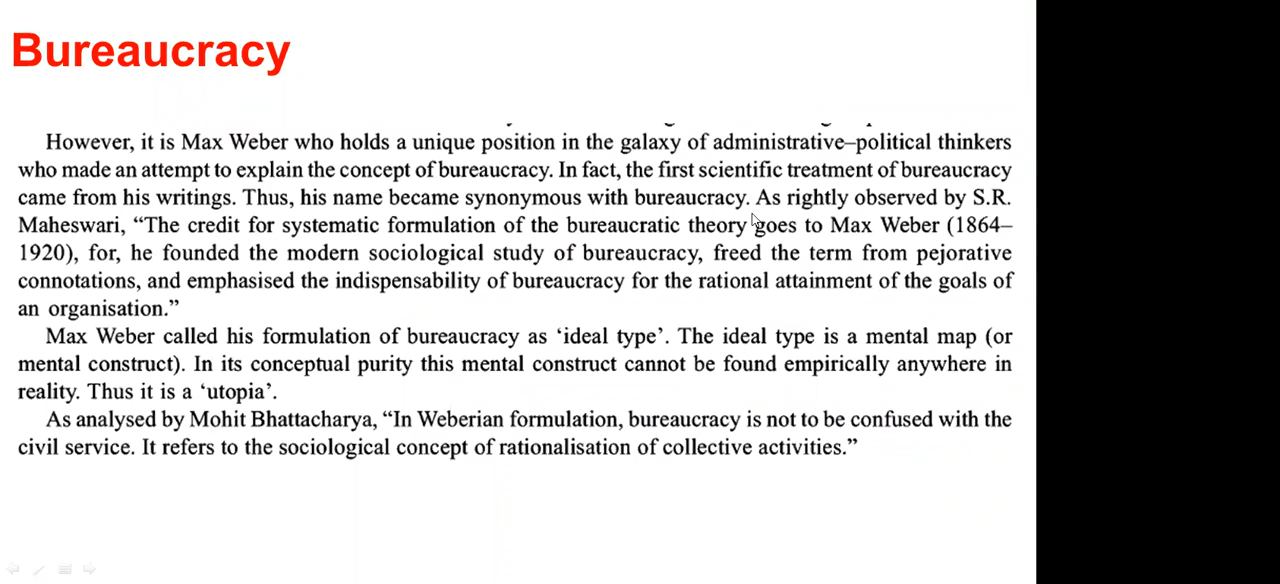 Bureaucracy
However, it is Max Weber who holds a unique position in the galaxy of administrative–political thinkers
who made an attempt to explain the concept of bureaucracy. In fact, the first scientific treatment of bureaucracy
came from his writings. Thus, his name became synonymous with bureaucracy. As rightly observed by S.R.
Maheswari, “The credit for systematic formulation of the bureaucratic theory goes to Max Weber (1864–
1920), for, he founded the modern sociological study of bureaucracy, freed the term from pejorative
connotations, and emphasised the indispensability of bureaucracy for the rational attainment of the goals of
an organisation.”
Max Weber called his formulation of bureaucracy as ‘ideal type’. The ideal type is a mental map (or
mental construct). In its conceptual purity this mental construct cannot be found empirically anywhere in
reality. Thus it is a ‘utopia’.
As analysed by Mohit Bhattacharya, “In Weberian formulation, bureaucracy is not to be confused with the
civil service. It refers to the sociological concept of rationalisation of collective activities.”